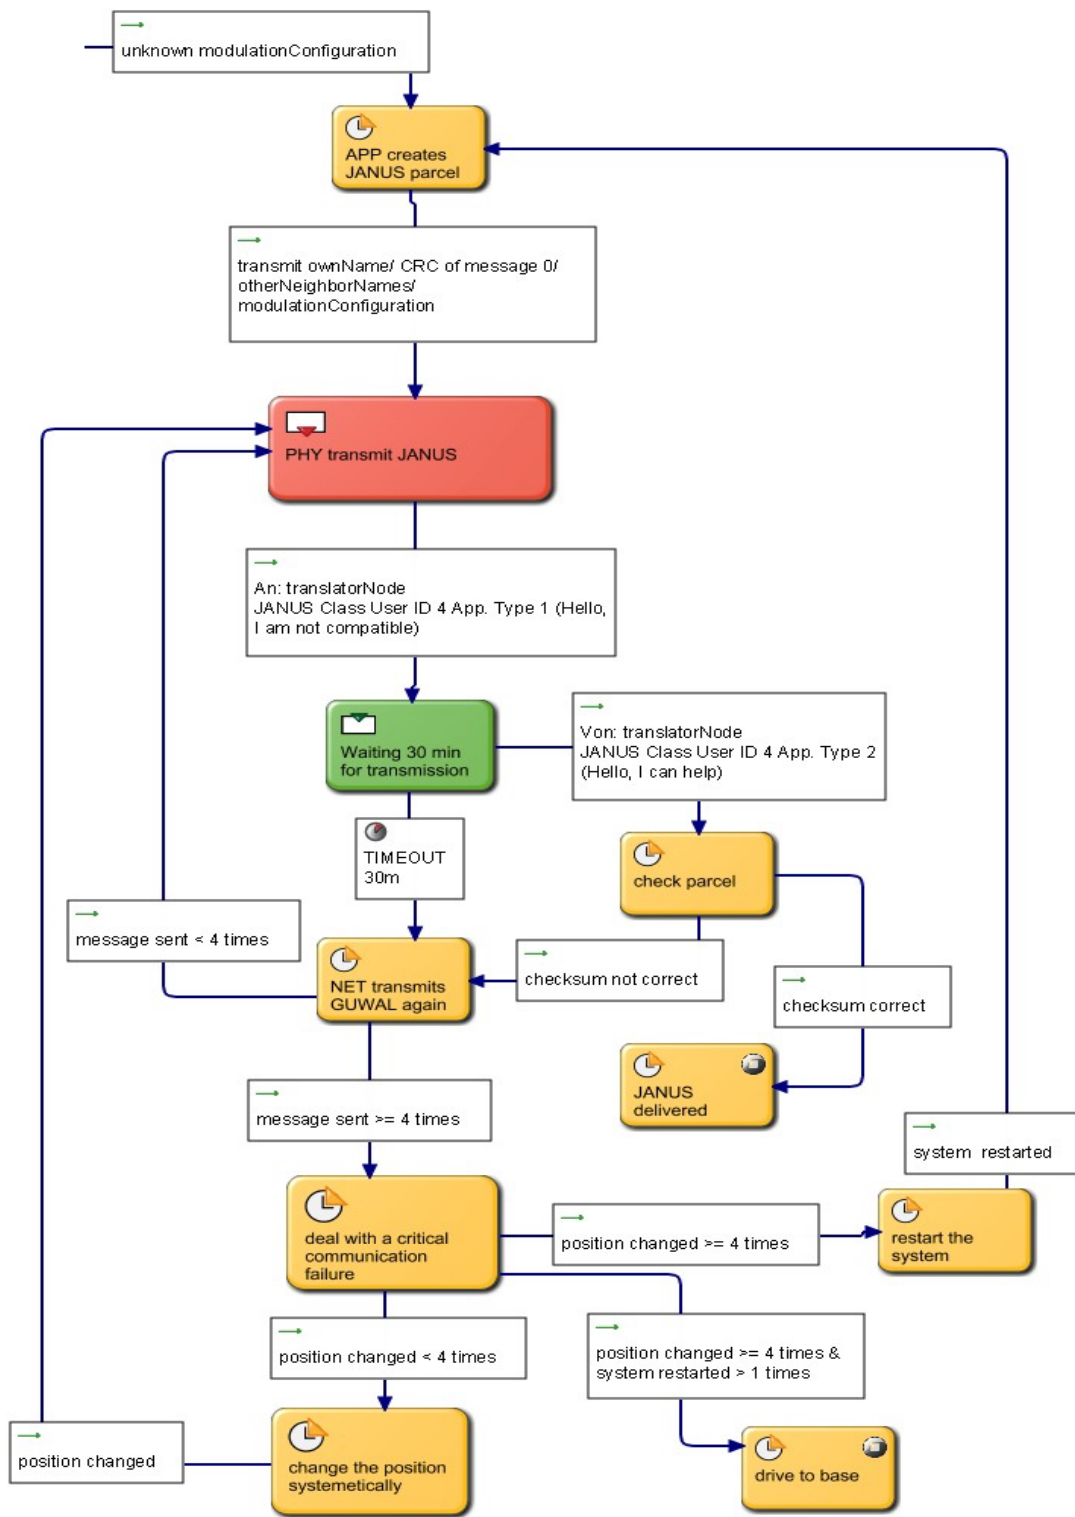 unknown modulationConfiguration
APP creates
JANUS parcel
transmit ownName/ CRC of message 0/
otherNeighborNames/
modulationConfiguration
PHY transmit JANUS
An: translatorNode
JANUS Class User ID 4 App. Type 1 (Hello,
I am not compatible)
Waiting 30 min
for transmission
Von: translatorNode
JANUS Class User ID 4 App. Type 2
(Hello, I can help)
TIMEOUT
30m
check parcel
message sent < 4 times
NET transmits
GUWAL again
checksum not correct
checksum correct
JANUS
delivered
message sent >= 4 times
system restarted
deal with a critical
communication
failure
position changed >= 4 times
restart the
system
position changed < 4 times
position changed >= 4 times &
system restarted > 1 times
position changed
change the position
systemetically
drive to base